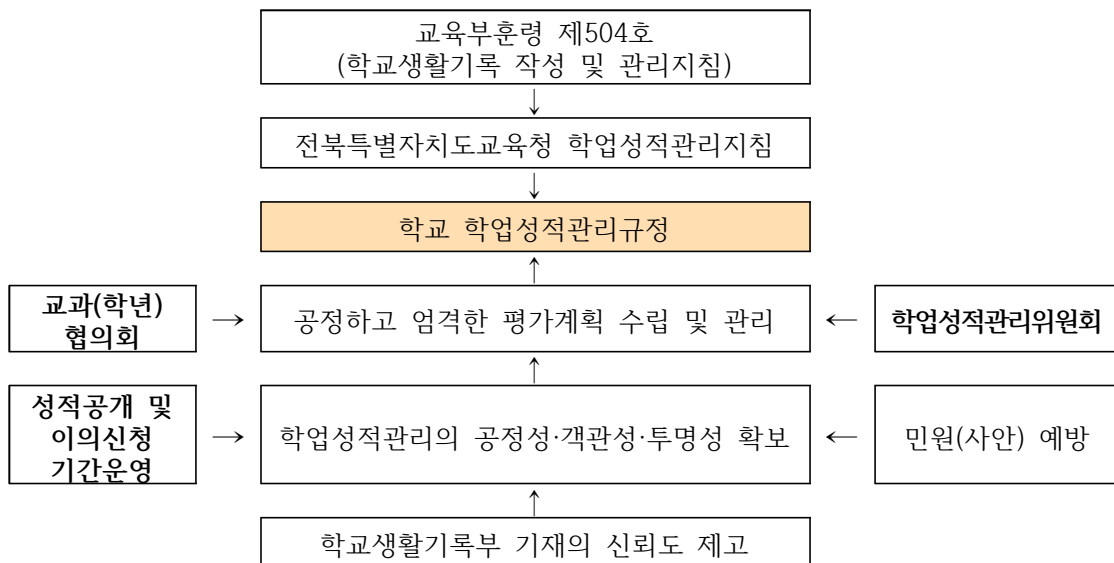 교육부훈령 제504호
(학교생활기록 작성 및 관리지침)
↓
전북특별자치도교육청 학업성적관리지침
↓
학교 학업성적관리규정
↑
교과(학년)
협의회
→
공정하고 엄격한 평가계획 수립 및 관리
←
학업성적관리위원회
↑
성적공개 및
이의신청
기간운영
→
학업성적관리의 공정성·객관성·투명성 확보
←
민원(사안) 예방
↑
학교생활기록부 기재의 신뢰도 제고